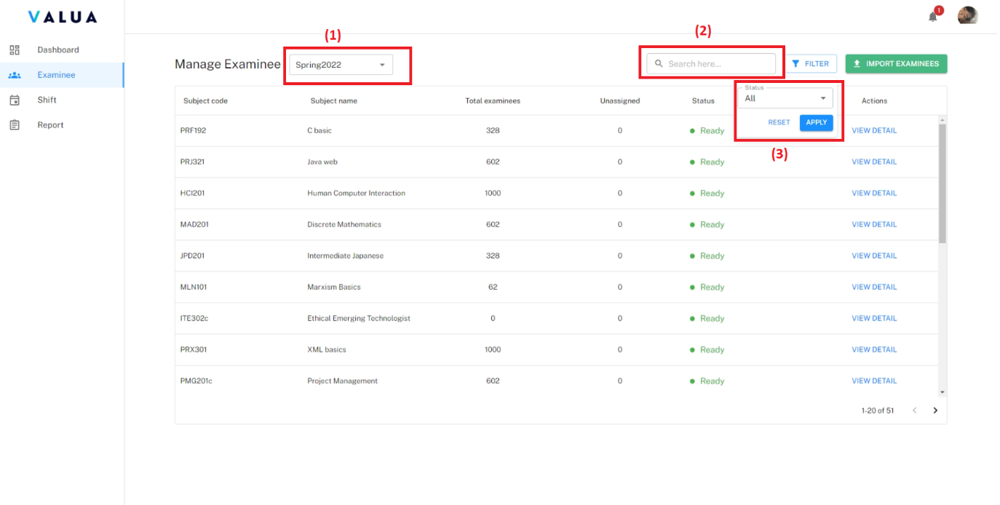 VALUA
1
Dashboard
Examinee
Shift
Report
(1)
(2)
Manage Examinee
Spring2022
Search here...
FILTER
IMPORT EXAMINEES
Subject code Subject name Total examinees Unassigned Status Actions
Status
All
RESET APPLY
(3)
PRF192 C basic 328 0 Ready VIEW DETAIL
PRJ321 Java web 602 0 Ready VIEW DETAIL
HCI201 Human Computer Interaction 1000 0 Ready VIEW DETAIL
MAD201 Discrete Mathematics 602 0 Ready VIEW DETAIL
JPD201 Intermediate Japanese 328 0 Ready VIEW DETAIL
MLN101 Marxism Basics 62 0 Ready VIEW DETAIL
ITE302c Ethical Emerging Technologist 0 0 Ready VIEW DETAIL
PRX301 XML basics 1000 0 Ready VIEW DETAIL
PMG201c Project Management 602 0 Ready VIEW DETAIL
1-20 of 51